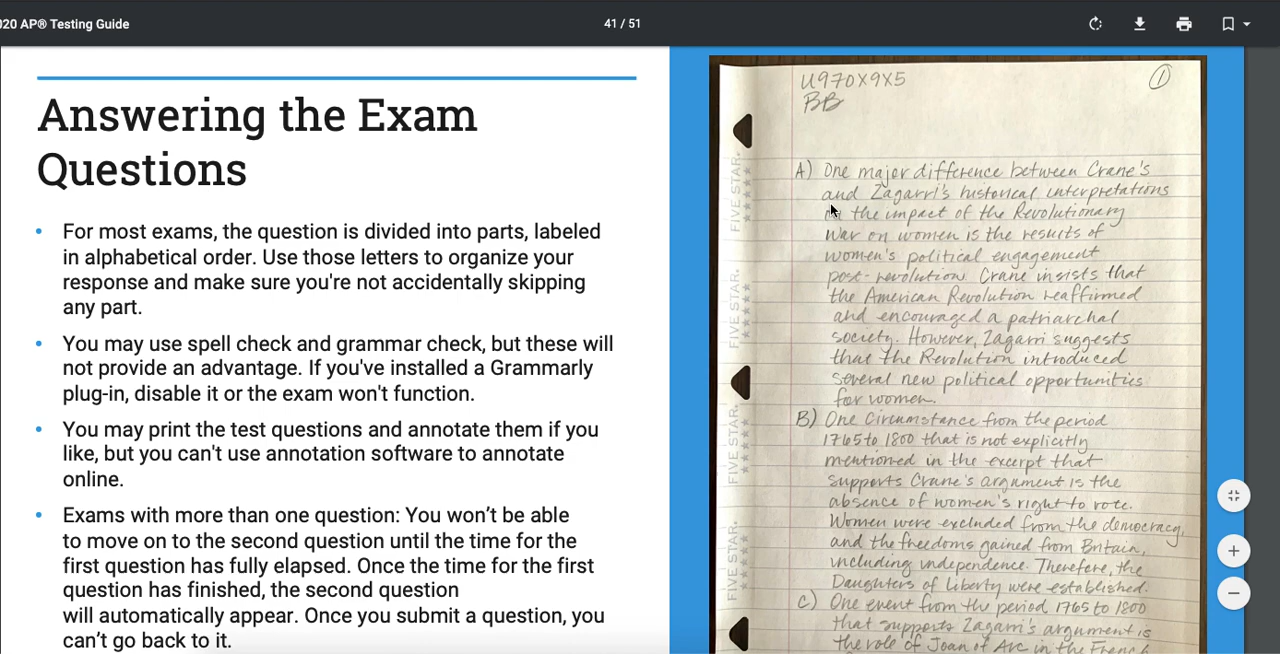 020 AP® Testing Guide
41 / 51
Answering the Exam
Questions
• For most exams, the question is divided into parts, labeled
in alphabetical order. Use those letters to organize your
response and make sure you're not accidentally skipping
any part.
• You may use spell check and grammar check, but these will
not provide an advantage. If you've installed a Grammarly
plug-in, disable it or the exam won't function.
• You may print the test questions and annotate them if you
like, but you can't use annotation software to annotate
online.
• Exams with more than one question: You won’t be able
to move on to the second question until the time for the
first question has fully elapsed. Once the time for the first
question has finished, the second question
will automatically appear. Once you submit a question, you
can’t go back to it.
U970X9X5
1
BB
A) One major difference between Crane's
and Zagarri's historical interpretations
the impact of the Revolutionary
War on women is the results of
women's political engagement
post-revolution. Crane insists that
the American Revolution reaffirmed
and encouraged a patriarchal
society. However, Zagarri suggests
that the Revolution introduced
several new political opportunities
for women.
B) One circumstance from the period
1765 to 1800 that is not explicitly
mentioned in the excerpt that
supports Crane's argument is the
absence of women's right to vote.
Women were excluded from the democracy,
and the freedoms gained from Britain,
including independence. Therefore, the
Daughters of Liberty were established.
C) One event from the period 1765 to 1800
that supports Zagarri's argument is
the role of Joan of Arc in the French
FIVE STAR.
FIVE STAR.
FIVE STAR.
FIVE STAR.